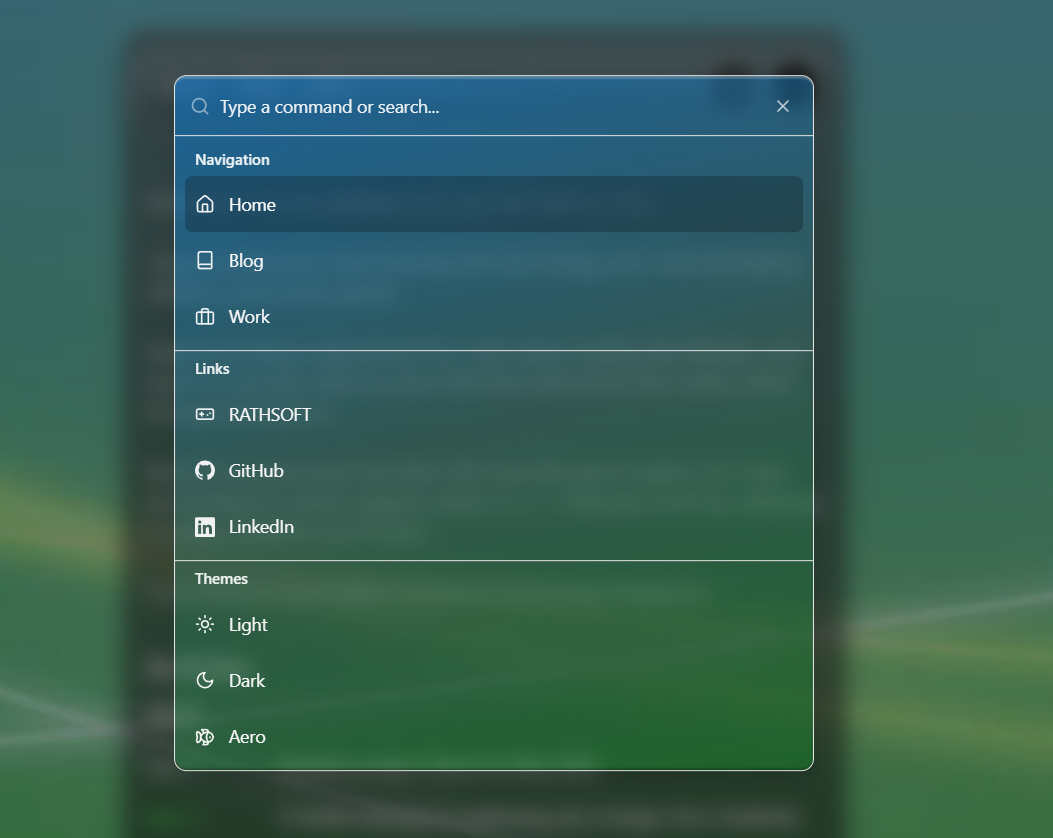 Type a command or search...
Navigation
Home
Blog
Work
Links
RATHSOFT
GitHub
LinkedIn
Themes
Light
Dark
Aero